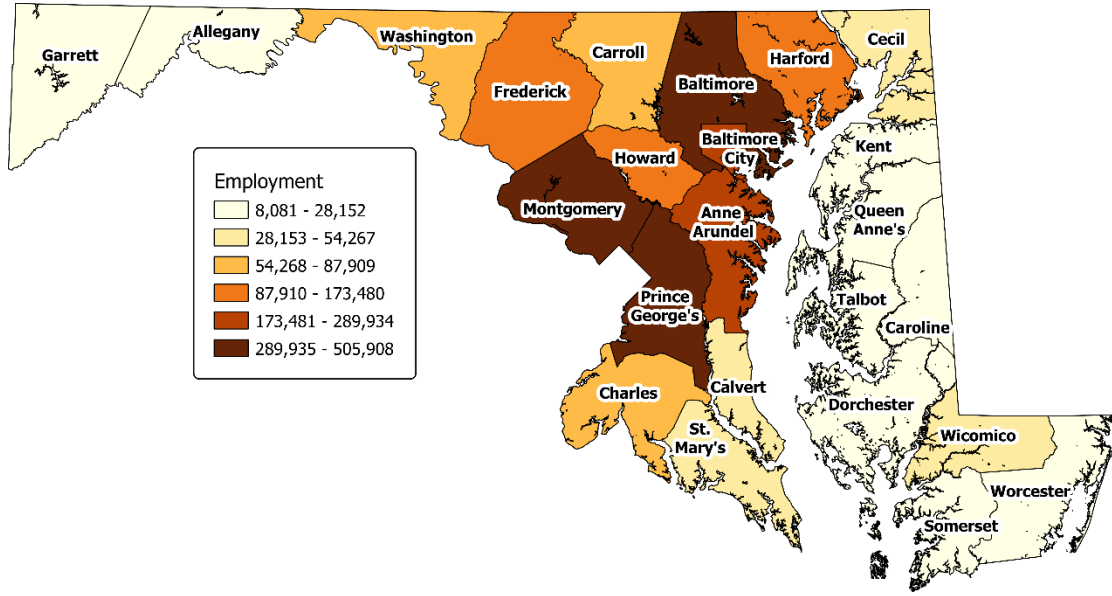 Garrett
Allegany
Washington
Frederick
Carroll
Baltimore
Harford
Cecil
Baltimore
City
Howard
Montgomery
Anne
Arundel
Prince
George's
Kent
Queen
Anne's
Talbot
Caroline
Charles
Calvert
St.
Mary's
Dorchester
Wicomico
Worcester
Somerset
Employment
8,081 - 28,152
28,153 - 54,267
54,268 - 87,909
87,910 - 173,480
173,481 - 289,934
289,935 - 505,908